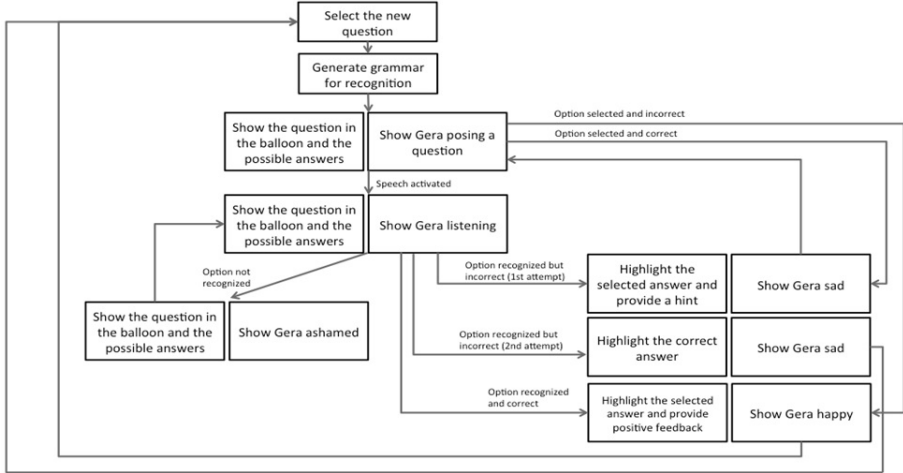 Select the new
question
Generate grammar
for recognition
Show the question in
the balloon and the
possible answers
Show Gera posing a
question
Option selected and incorrect
Option selected and correct
Speech activated
Show the question in
the balloon and the
possible answers
Show Gera listening
Option not
recognized
Show the question in
the balloon and the
possible answers
Show Gera ashamed
Option recognized but
incorrect (1st attempt)
Highlight the
selected answer and
provide a hint
Show Gera sad
Option recognized but
incorrect (2nd attempt)
Highlight the correct
answer
Show Gera sad
Option recognized
and correct
Highlight the selected
answer and provide
positive feedback
Show Gera happy